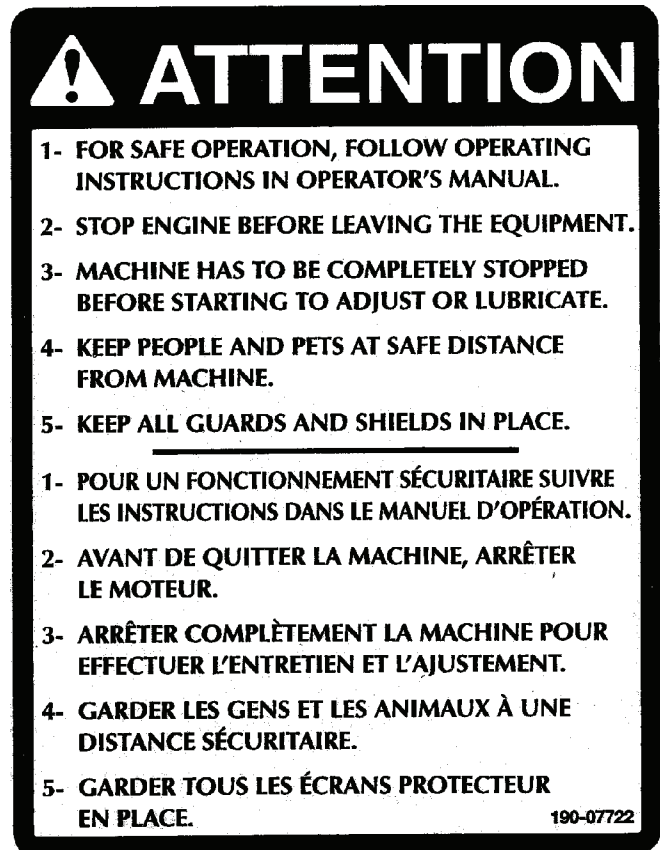 ATTENTION
1- FOR SAFE OPERATION, FOLLOW OPERATING
INSTRUCTIONS IN OPERATOR'S MANUAL.
2- STOP ENGINE BEFORE LEAVING THE EQUIPMENT.
3- MACHINE HAS TO BE COMPLETELY STOPPED
BEFORE STARTING TO ADJUST OR LUBRICATE.
4- KEEP PEOPLE AND PETS AT SAFE DISTANCE
FROM MACHINE.
5- KEEP ALL GUARDS AND SHIELDS IN PLACE.
1- POUR UN FONCTIONNEMENT SÉCURITAIRE SUIVRE
LES INSTRUCTIONS DANS LE MANUEL D'OPÉRATION.
2- AVANT DE QUITTER LA MACHINE, ARRÊTER
LE MOTEUR.
3- ARRÊTER COMPLÈTEMENT LA MACHINE POUR
EFFECTUER L'ENTRETIEN ET L'AJUSTEMENT.
4- GARDER LES GENS ET LES ANIMAUX À UNE
DISTANCE SÉCURITAIRE.
5- GARDER TOUS LES ÉCRANS PROTECTEUR
EN PLACE.
190-07722